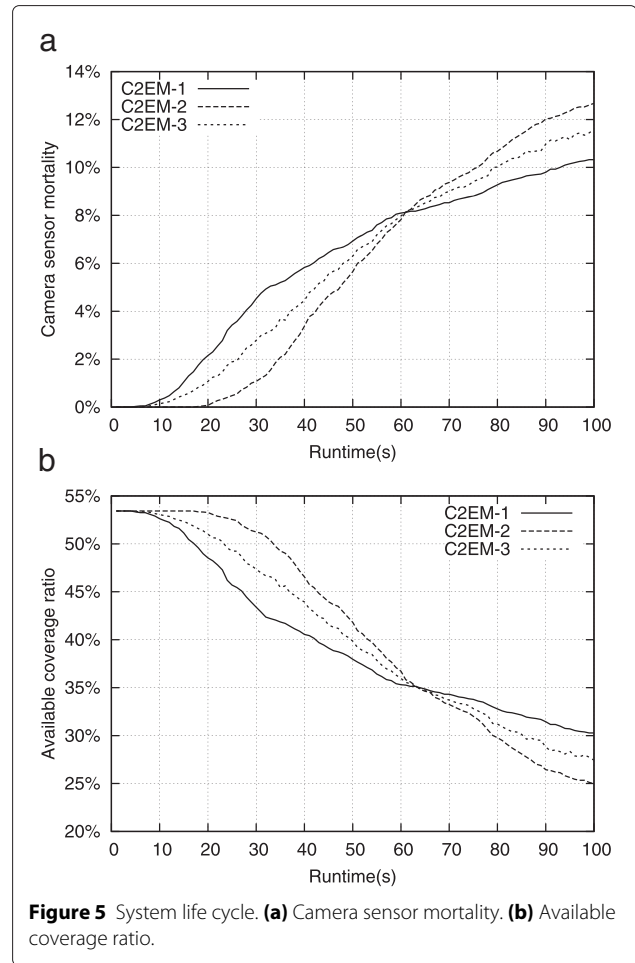 a
14%
12%
10%
8%
6%
4%
2%
0%
Camera sensor mortality
C2EM-1
C2EM-2
C2EM-3
0 10 20 30 40 50 60 70 80 90 100
Runtime(s)
b
55%
50%
45%
40%
35%
30%
25%
20%
Available coverage ratio
C2EM-1
C2EM-2
C2EM-3
0 10 20 30 40 50 60 70 80 90 100
Runtime(s)
Figure 5 System life cycle. (a) Camera sensor mortality. (b) Available
coverage ratio.